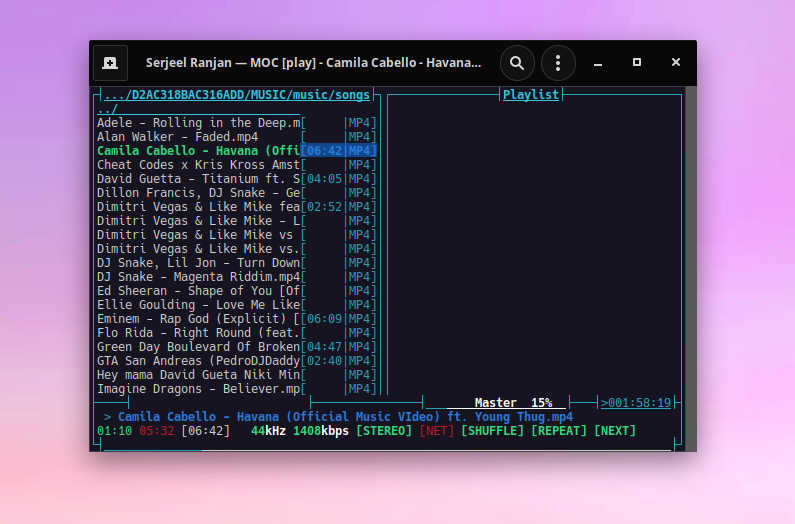 Serjeel Ranjan — MOC [play] - Camila Cabello - Havana...
.../D2AC318BAC316ADD/MUSIC/music/songs
Playlist
../
Adele - Rolling in the Deep.m[ |MP4]
Alan Walker - Faded.mp4 [ |MP4]
Camila Cabello - Havana (Offi[06:42|MP4]
Cheat Codes x Kris Kross Amst[ |MP4]
David Guetta - Titanium ft. S[04:05|MP4]
Dillon Francis, DJ Snake - Ge[ |MP4]
Dimitri Vegas & Like Mike fea[02:52|MP4]
Dimitri Vegas & Like Mike - L[ |MP4]
Dimitri Vegas & Like Mike vs [ |MP4]
Dimitri Vegas & Like Mike vs.[ |MP4]
DJ Snake, Lil Jon - Turn Down[ |MP4]
DJ Snake - Magenta Riddim.mp4[ |MP4]
Ed Sheeran - Shape of You [Of[ |MP4]
Ellie Goulding - Love Me Like[ |MP4]
Eminem - Rap God (Explicit) [[06:09|MP4]
Flo Rida - Right Round (feat.[ |MP4]
Green Day Boulevard Of Broken[04:47|MP4]
GTA San Andreas (PedroDJDaddy[02:40|MP4]
Hey mama David Gueta Niki Min[ |MP4]
Imagine Dragons - Believer.mp[ |MP4]
Master 15% >001:58:19
> Camila Cabello - Havana (Official Music VIdeo) ft. Young Thug.mp4
01:10 05:32 [06:42] 44kHz 1408kbps [STEREO] [NET] [SHUFFLE] [REPEAT] [NEXT]